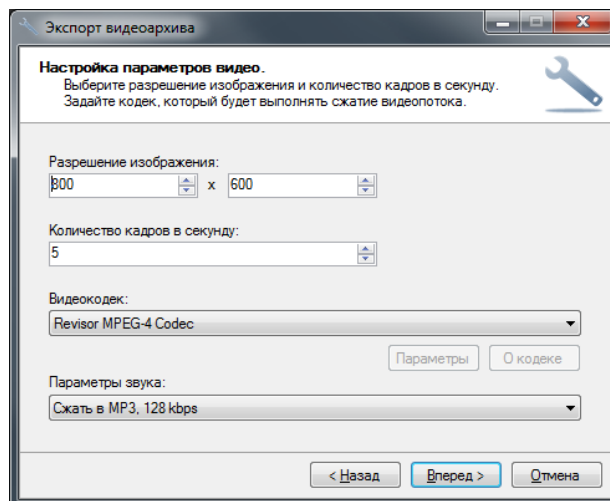 Экспорт видеоархива
Настройка параметров видео.
Выберите разрешение изображения и количество кадров в секунду.
Задайте кодек, который будет выполнять сжатие видеопотока.
Разрешение изображения:
800 x 600
Количество кадров в секунду:
5
Видеокодек:
Revisor MPEG-4 Codec
Параметры О кодеке
Параметры звука:
Сжать в MP3, 128 kbps
< Назад Вперед > Отмена